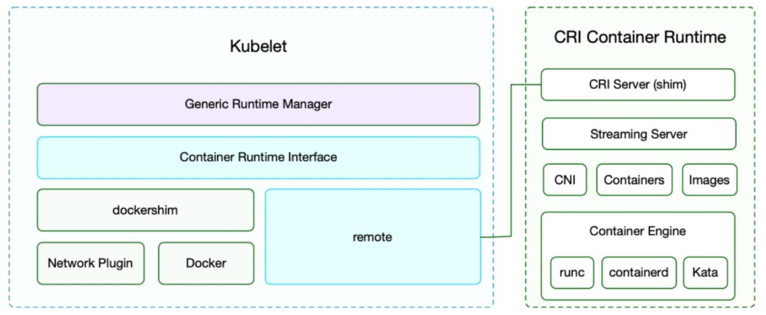 Kubelet
Generic Runtime Manager
Container Runtime Interface
dockershim
Network Plugin
Docker
remote
CRI Container Runtime
CRI Server (shim)
Streaming Server
CNI
Containers
Images
Container Engine
runc
containerd
Kata